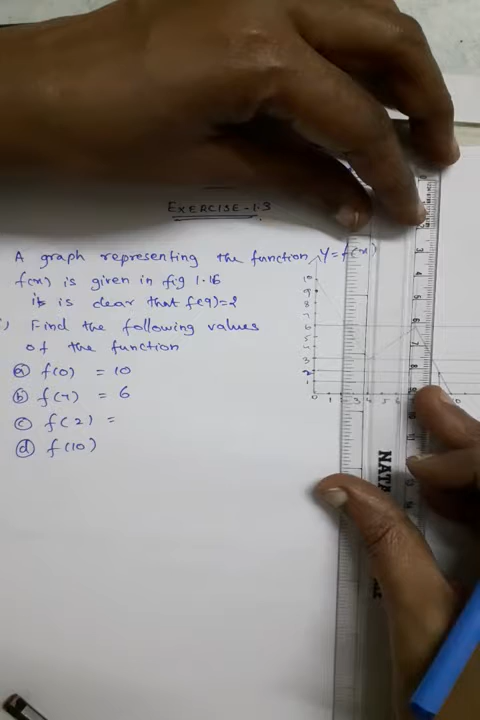 EXERCISE-1.3
A graph representing the function, Y=f(x)
f(x) is given in fig 1.16
it is clear that f(9)=2
i) Find the following values
of the function
ⓐ f(0) = 10
ⓑ f(7) = 6
ⓒ f(2) =
ⓓ f(10)
NATA